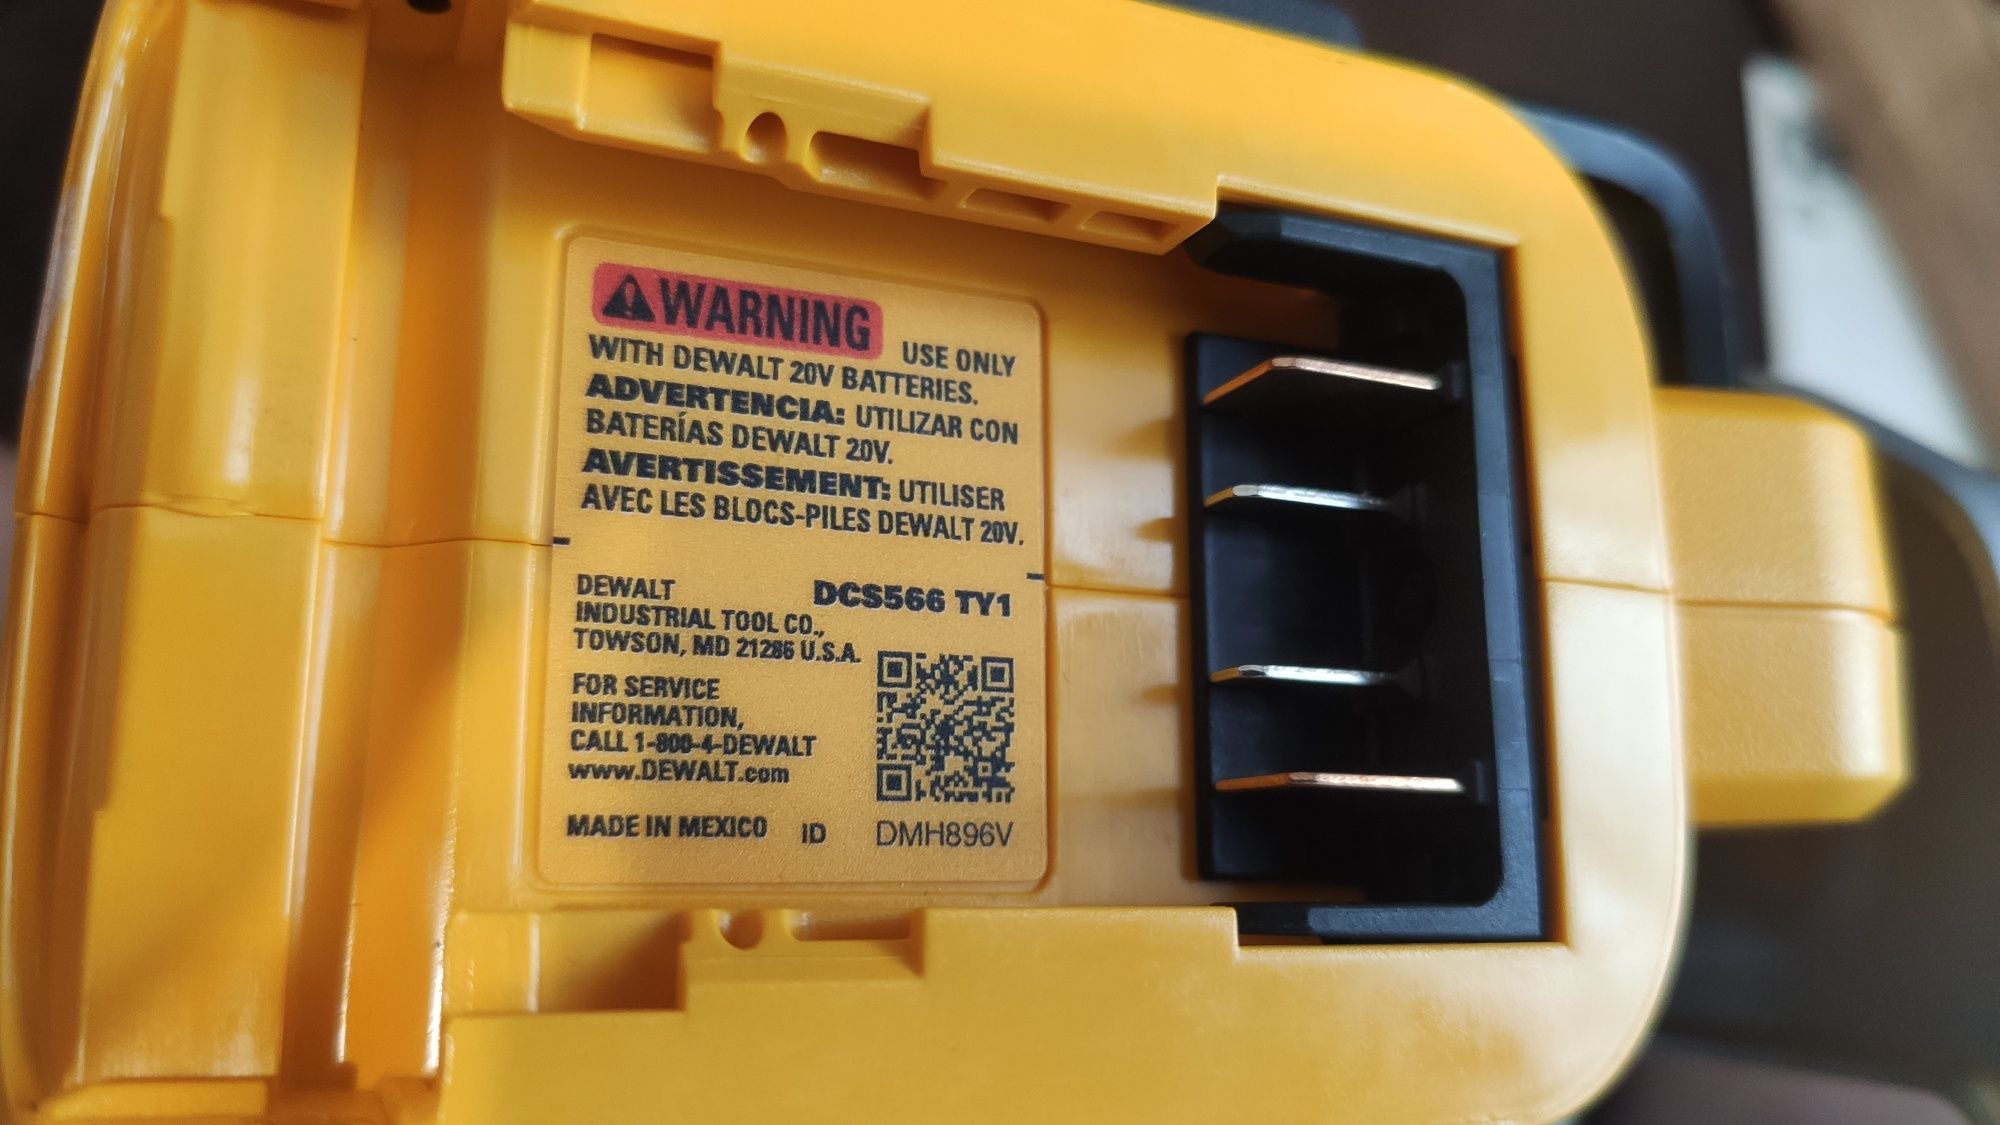 WARNING USE ONLY
WITH DEWALT 20V BATTERIES.
ADVERTENCIA: UTILIZAR CON
BATERÍAS DEWALT 20V.
AVERTISSEMENT: UTILISER
AVEC LES BLOCS-PILES DEWALT 20V.
DEWALT
INDUSTRIAL TOOL CO.,
TOWSON, MD 21286 U.S.A.
DCS566 TY1
FOR SERVICE
INFORMATION,
CALL 1-800-4-DEWALT
www.DEWALT.com
MADE IN MEXICO ID DMH896V